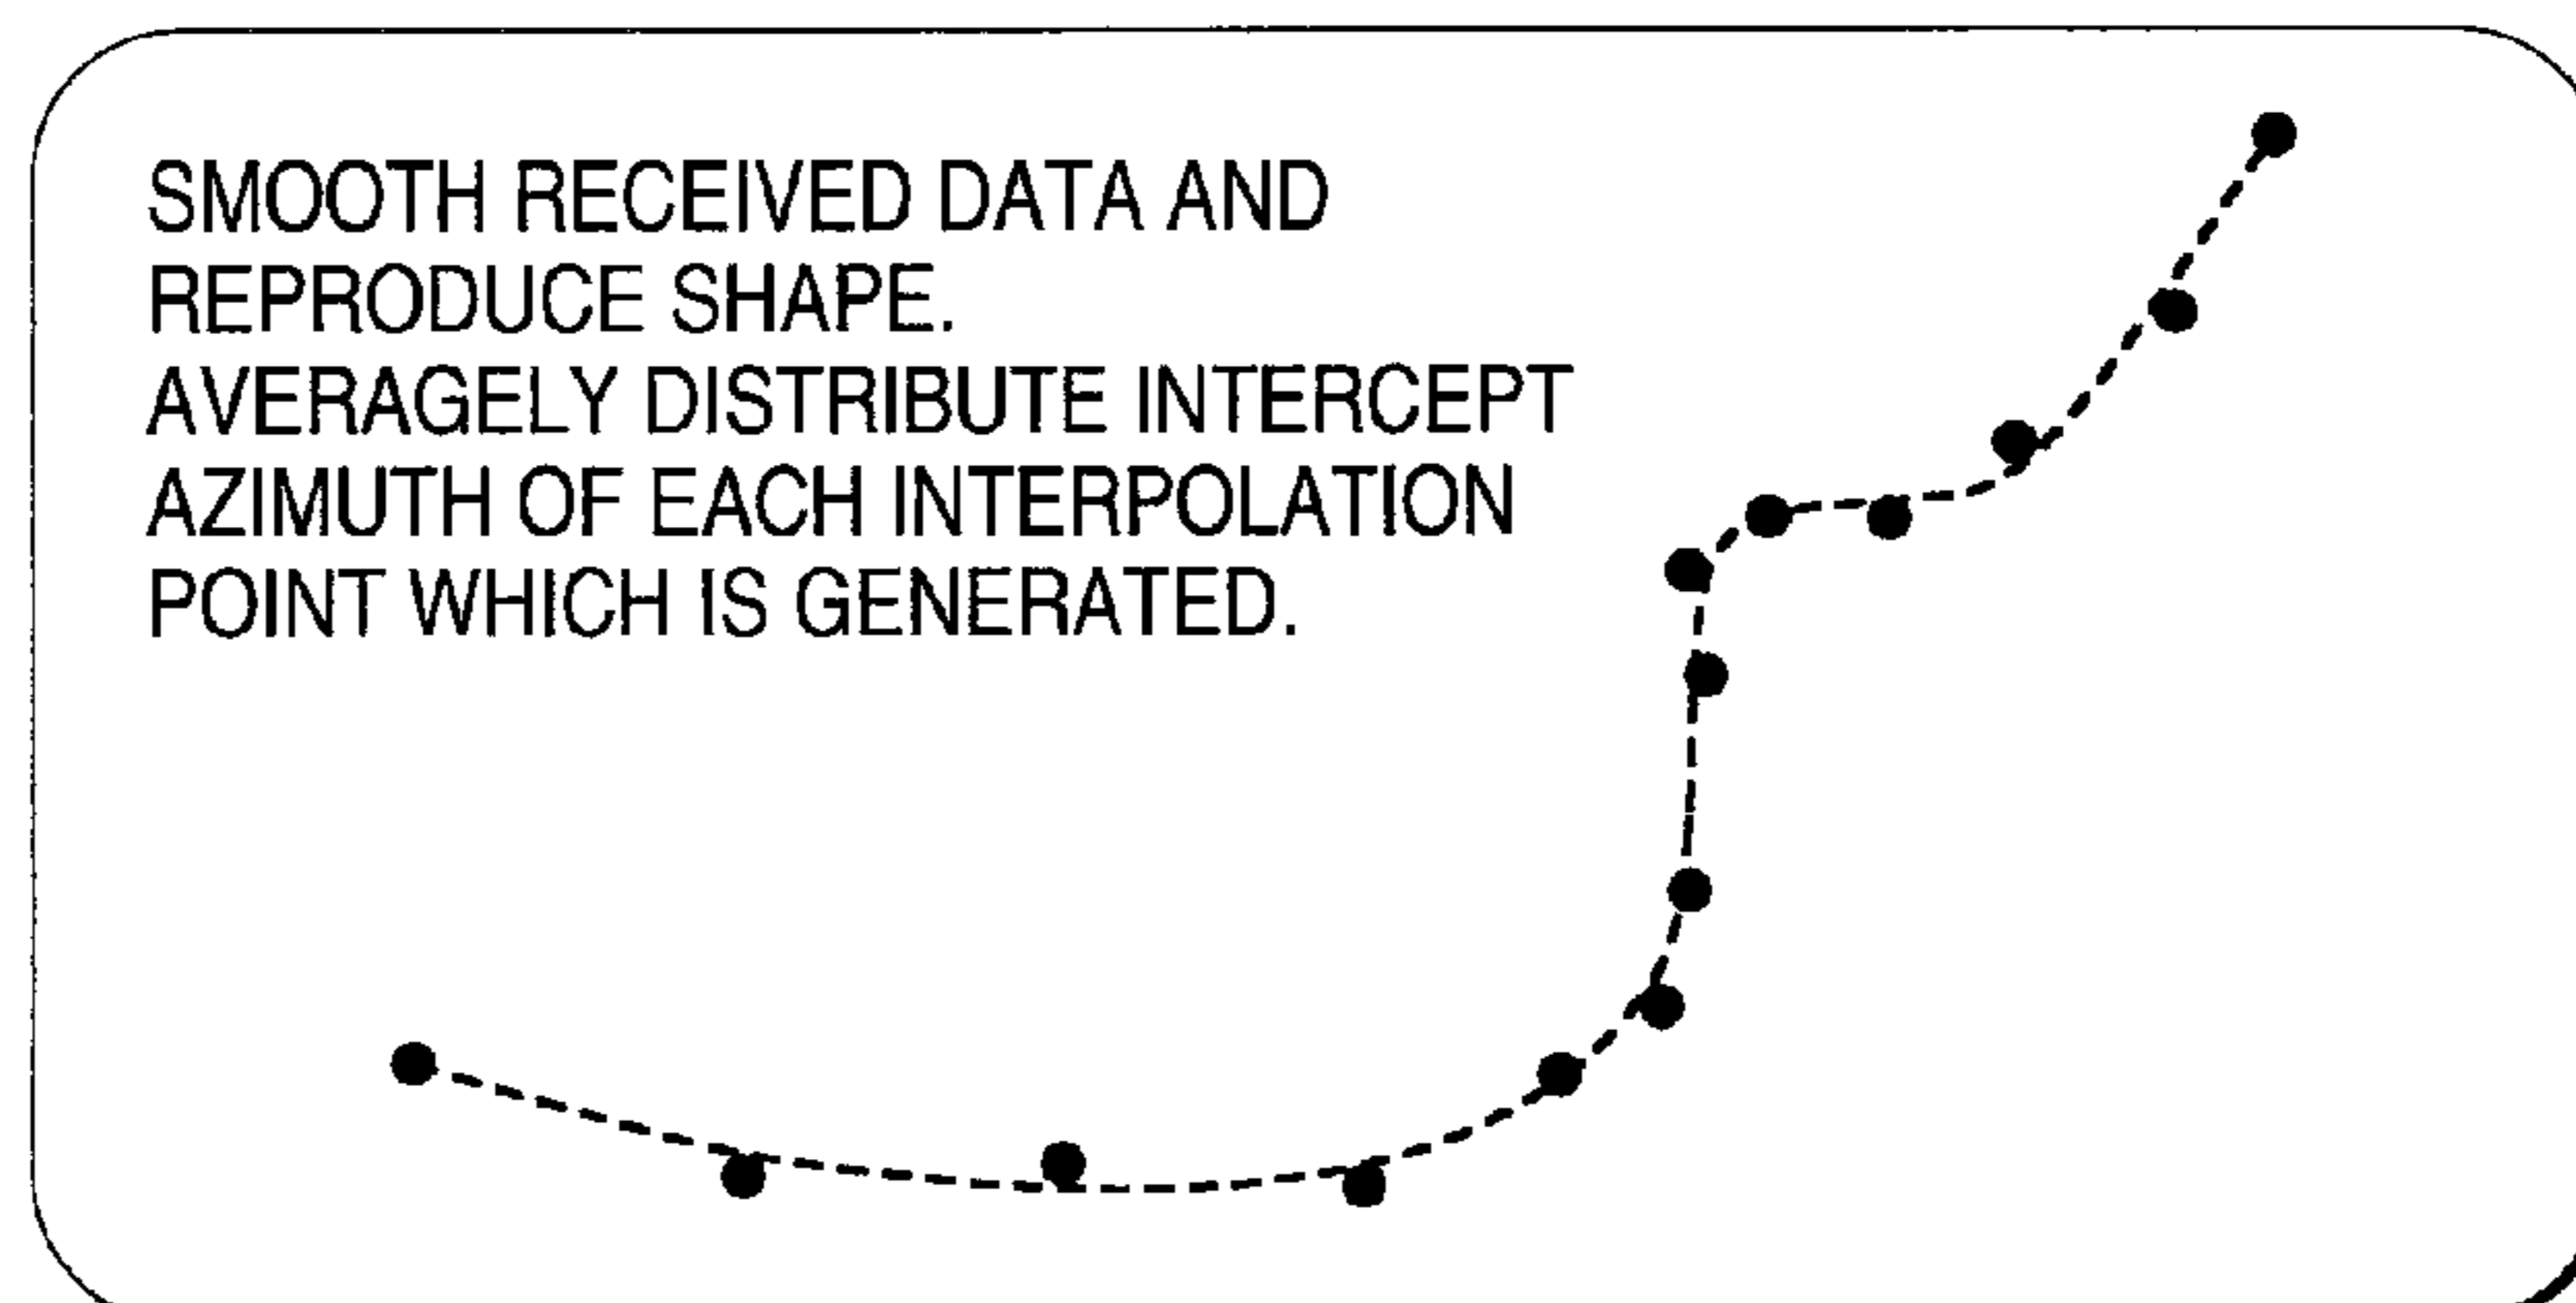 SMOOTH RECEIVED DATA AND
REPRODUCE SHAPE.
AVERAGELY DISTRIBUTE INTERCEPT
AZIMUTH OF EACH INTERPOLATION
POINT WHICH IS GENERATED.